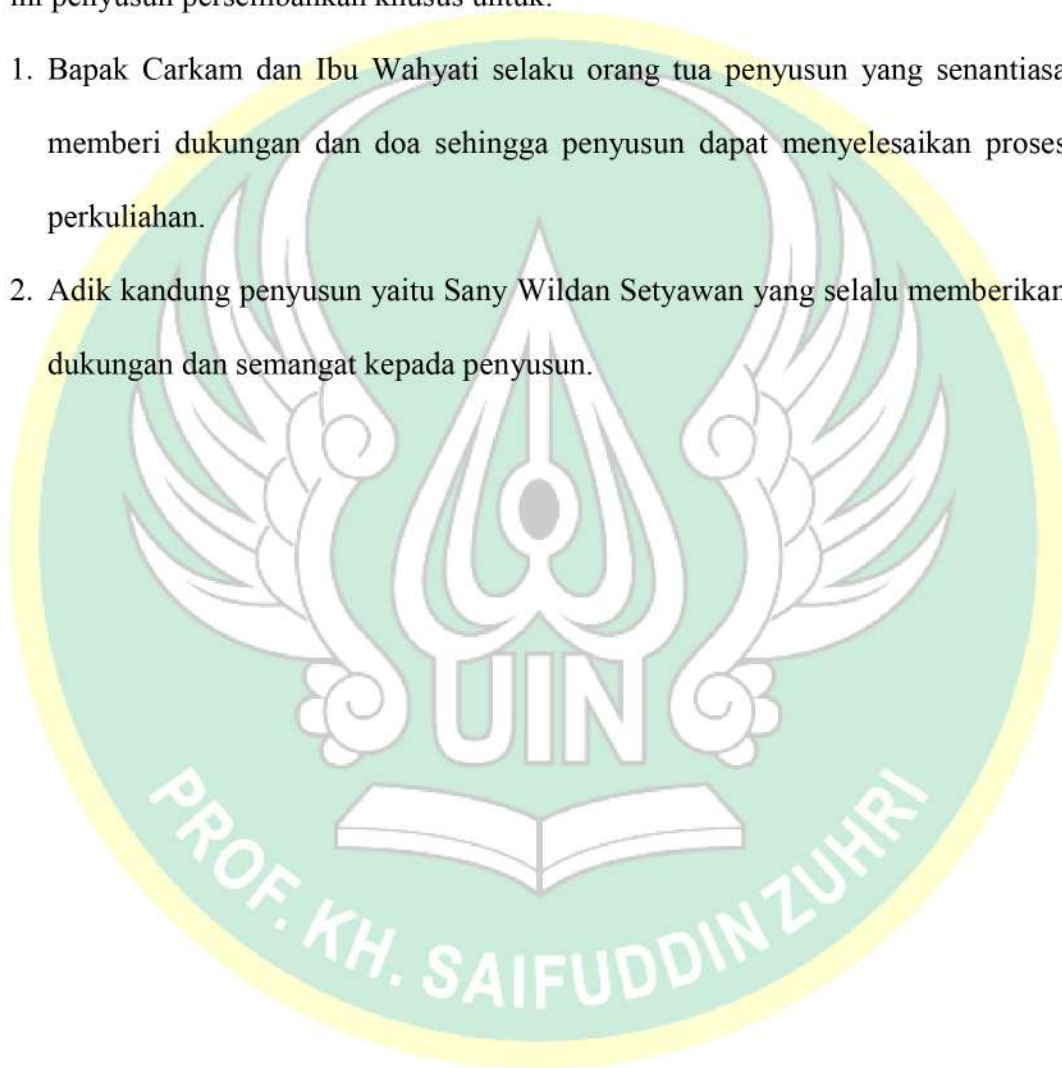 ini penyusun persembahkan khusus untuk:
1. Bapak Carkam dan Ibu Wahyati selaku orang tua penyusun yang senantiasa
memberi dukungan dan doa sehingga penyusun dapat menyelesaikan proses
perkuliahan.
2. Adik kandung penyusun yaitu Sany Wildan Setyawan yang selalu memberikan
dukungan dan semangat kepada penyusun.
UIN
PROF. KH. SAIFUDDIN ZUHRI